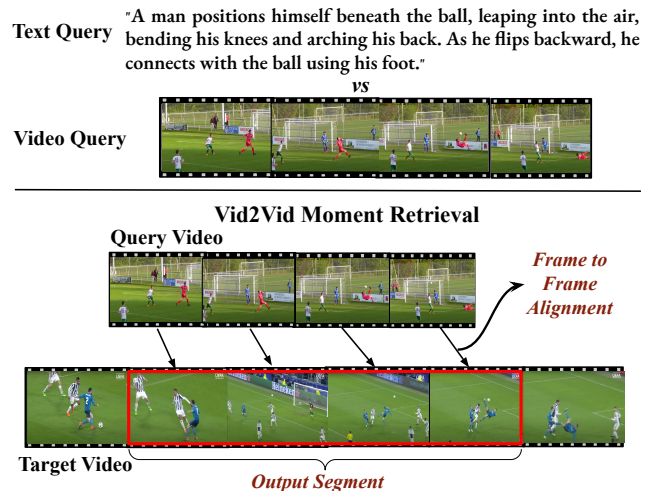 Text Query
"A man positions himself beneath the ball, leaping into the air,
bending his knees and arching his back. As he flips backward, he
connects with the ball using his foot."
vs
Video Query
Vid2Vid Moment Retrieval
Query Video
Frame to
Frame
Alignment
Heineken
Target Video
Output Segment